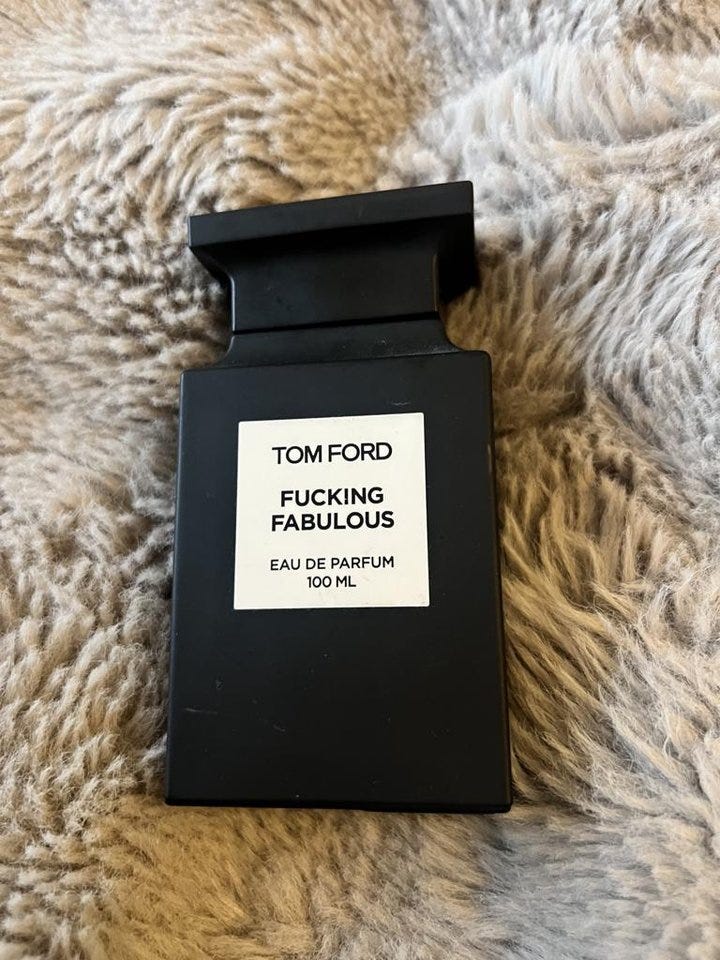 TOM FORD
FUCKING
FABULOUS
EAU DE PARFUM
100 ML